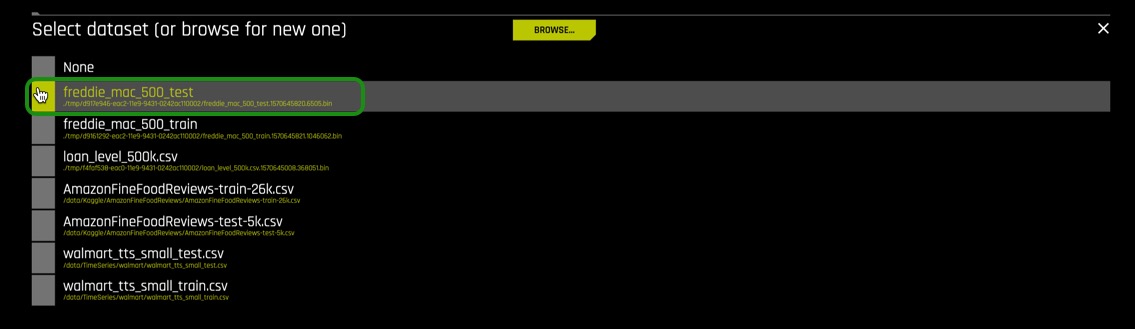 Select dataset (or browse for new one)
BROWSE...
None
freddie_mac_500_test
./tmp/d917e946-eac2-11e9-9431-0242ac110002/freddie_mac_500_test.1570645820.6505.bin
freddie_mac_500_train
./tmp/d9161292-eac2-11e9-9431-0242ac110002/freddie_mac_500_train.1570645821.1046062.bin
loan_level_500k.csv
./tmp/f4faf538-eac0-11e9-9431-0242ac110002/loan_level_500k.csv.1570645008.368051.bin
AmazonFineFoodReviews-train-26k.csv
/data/Kaggle/AmazonFineFoodReviews/AmazonFineFoodReviews-train-26k.csv
AmazonFineFoodReviews-test-5k.csv
/data/Kaggle/AmazonFineFoodReviews/AmazonFineFoodReviews-test-5k.csv
walmart_tts_small_test.csv
/data/TimeSeries/walmart/walmart_tts_small_test.csv
walmart_tts_small_train.csv
/data/TimeSeries/walmart/walmart_tts_small_train.csv